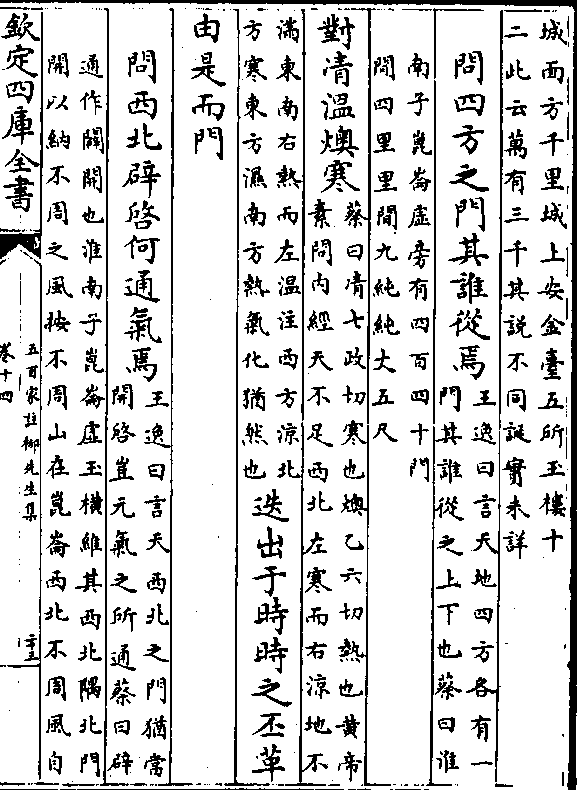 城面方千里城上安金臺五所玉樓十
二此云萬有三千其說不同誕實未詳
問四方之門其誰從焉
王逸曰言天地四方各有一
門其誰從之上下也蔡曰淮
南子崑崙虛旁有四百四十門
間四里里間九純純丈五尺
對凊溫燠寒
蔡曰凊七政切寒也燠乙六切熱也黄帝
素問内經天不足西北左寒而右涼地不
滿東南右熱而左溫注西方涼北
方寒東方濕南方熱氣化猶然也
迭出于時時之丕革
由是而門
問西北辟啓何通氣焉
王逸曰言天西北之門猶常
開啓豈元氣之所通蔡曰辟
通作闢開也淮南子崑崙虛玉橫維其西北隅北門
開以納不周之風按不周山在崑崙西北不周風自
欽定四庫全書
五百家註柳先生集
卷十四
二十三